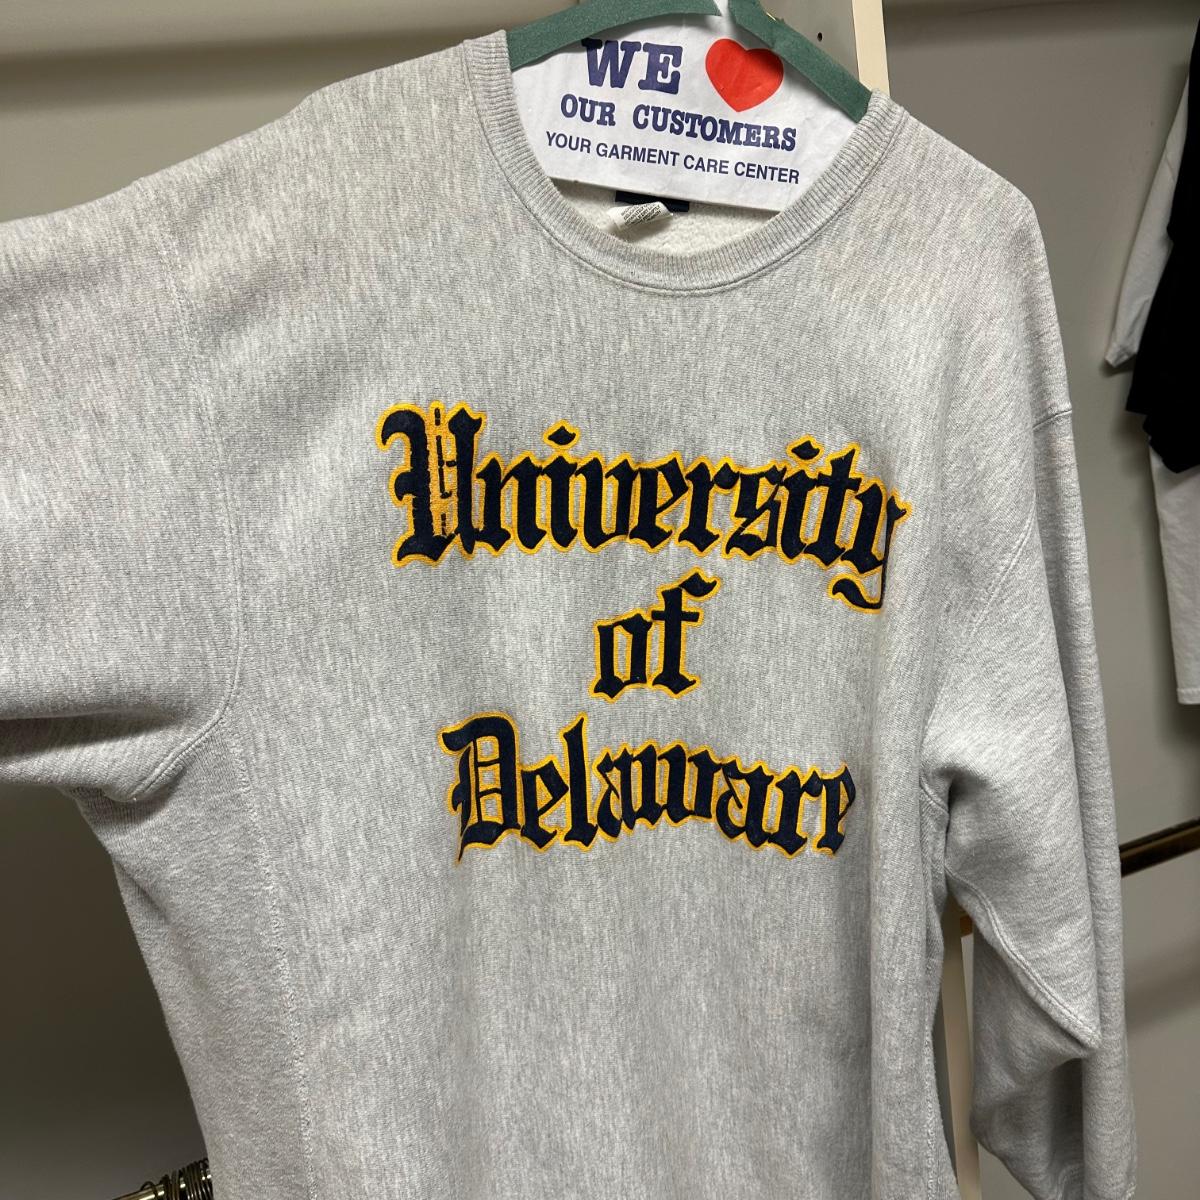 WE ❤
OUR CUSTOMERS
YOUR GARMENT CARE CENTER
University
of
Delaware